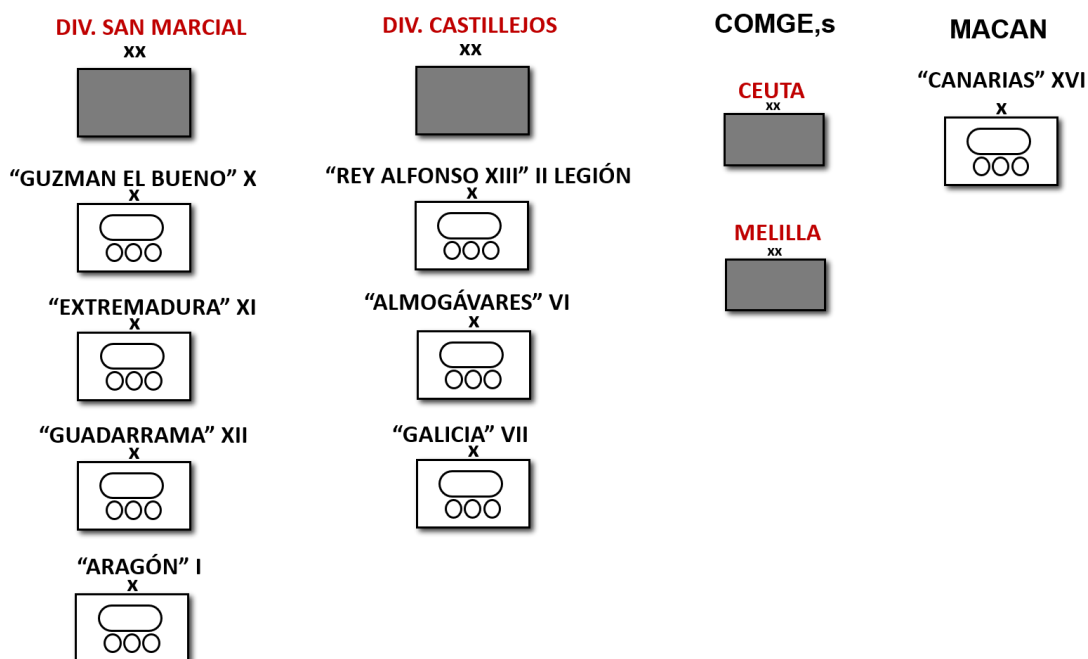 DIV. SAN MARCIAL
xx
"GUZMAN EL BUENO" X
x
"EXTREMADURA" XI
x
"GUADARRAMA" XII
x
"ARAGÓN" I
x
DIV. CASTILLEJOS
xx
"REY ALFONSO XIII" II LEGIÓN
x
"ALMOGÁVARES" VI
x
"GALICIA" VII
x
COMGE,s
CEUTA
xx
MELILLA
xx
MACAN
"CANARIAS" XVI
x